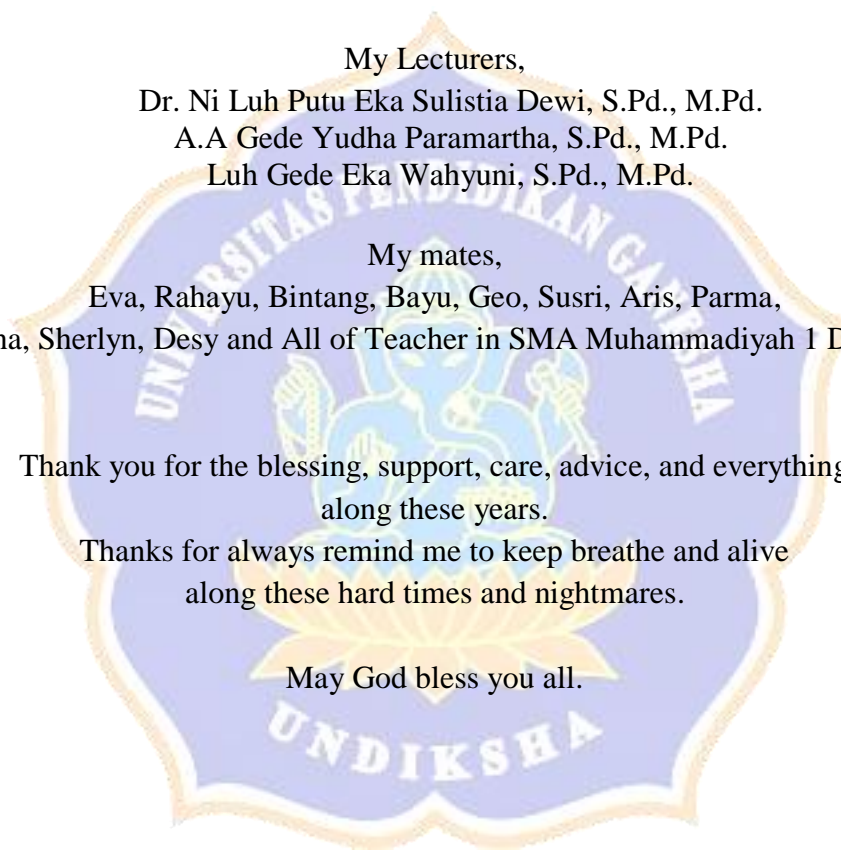 My Lecturers,
Dr. Ni Luh Putu Eka Sulistia Dewi, S.Pd., M.Pd.
A.A Gede Yudha Paramartha, S.Pd., M.Pd.
Luh Gede Eka Wahyuni, S.Pd., M.Pd.
UNIVERSITAS PENDIDIKAN GANESHA
My mates,
Eva, Rahayu, Bintang, Bayu, Geo, Susri, Aris, Parma,
Sherlyn, Desy and All of Teacher in SMA Muhammadiyah 1
Thank you for the blessing, support, care, advice, and everything
along these years.
Thanks for always remind me to keep breathe and alive
along these hard times and nightmares.
May God bless you all.
UNDIKSHA